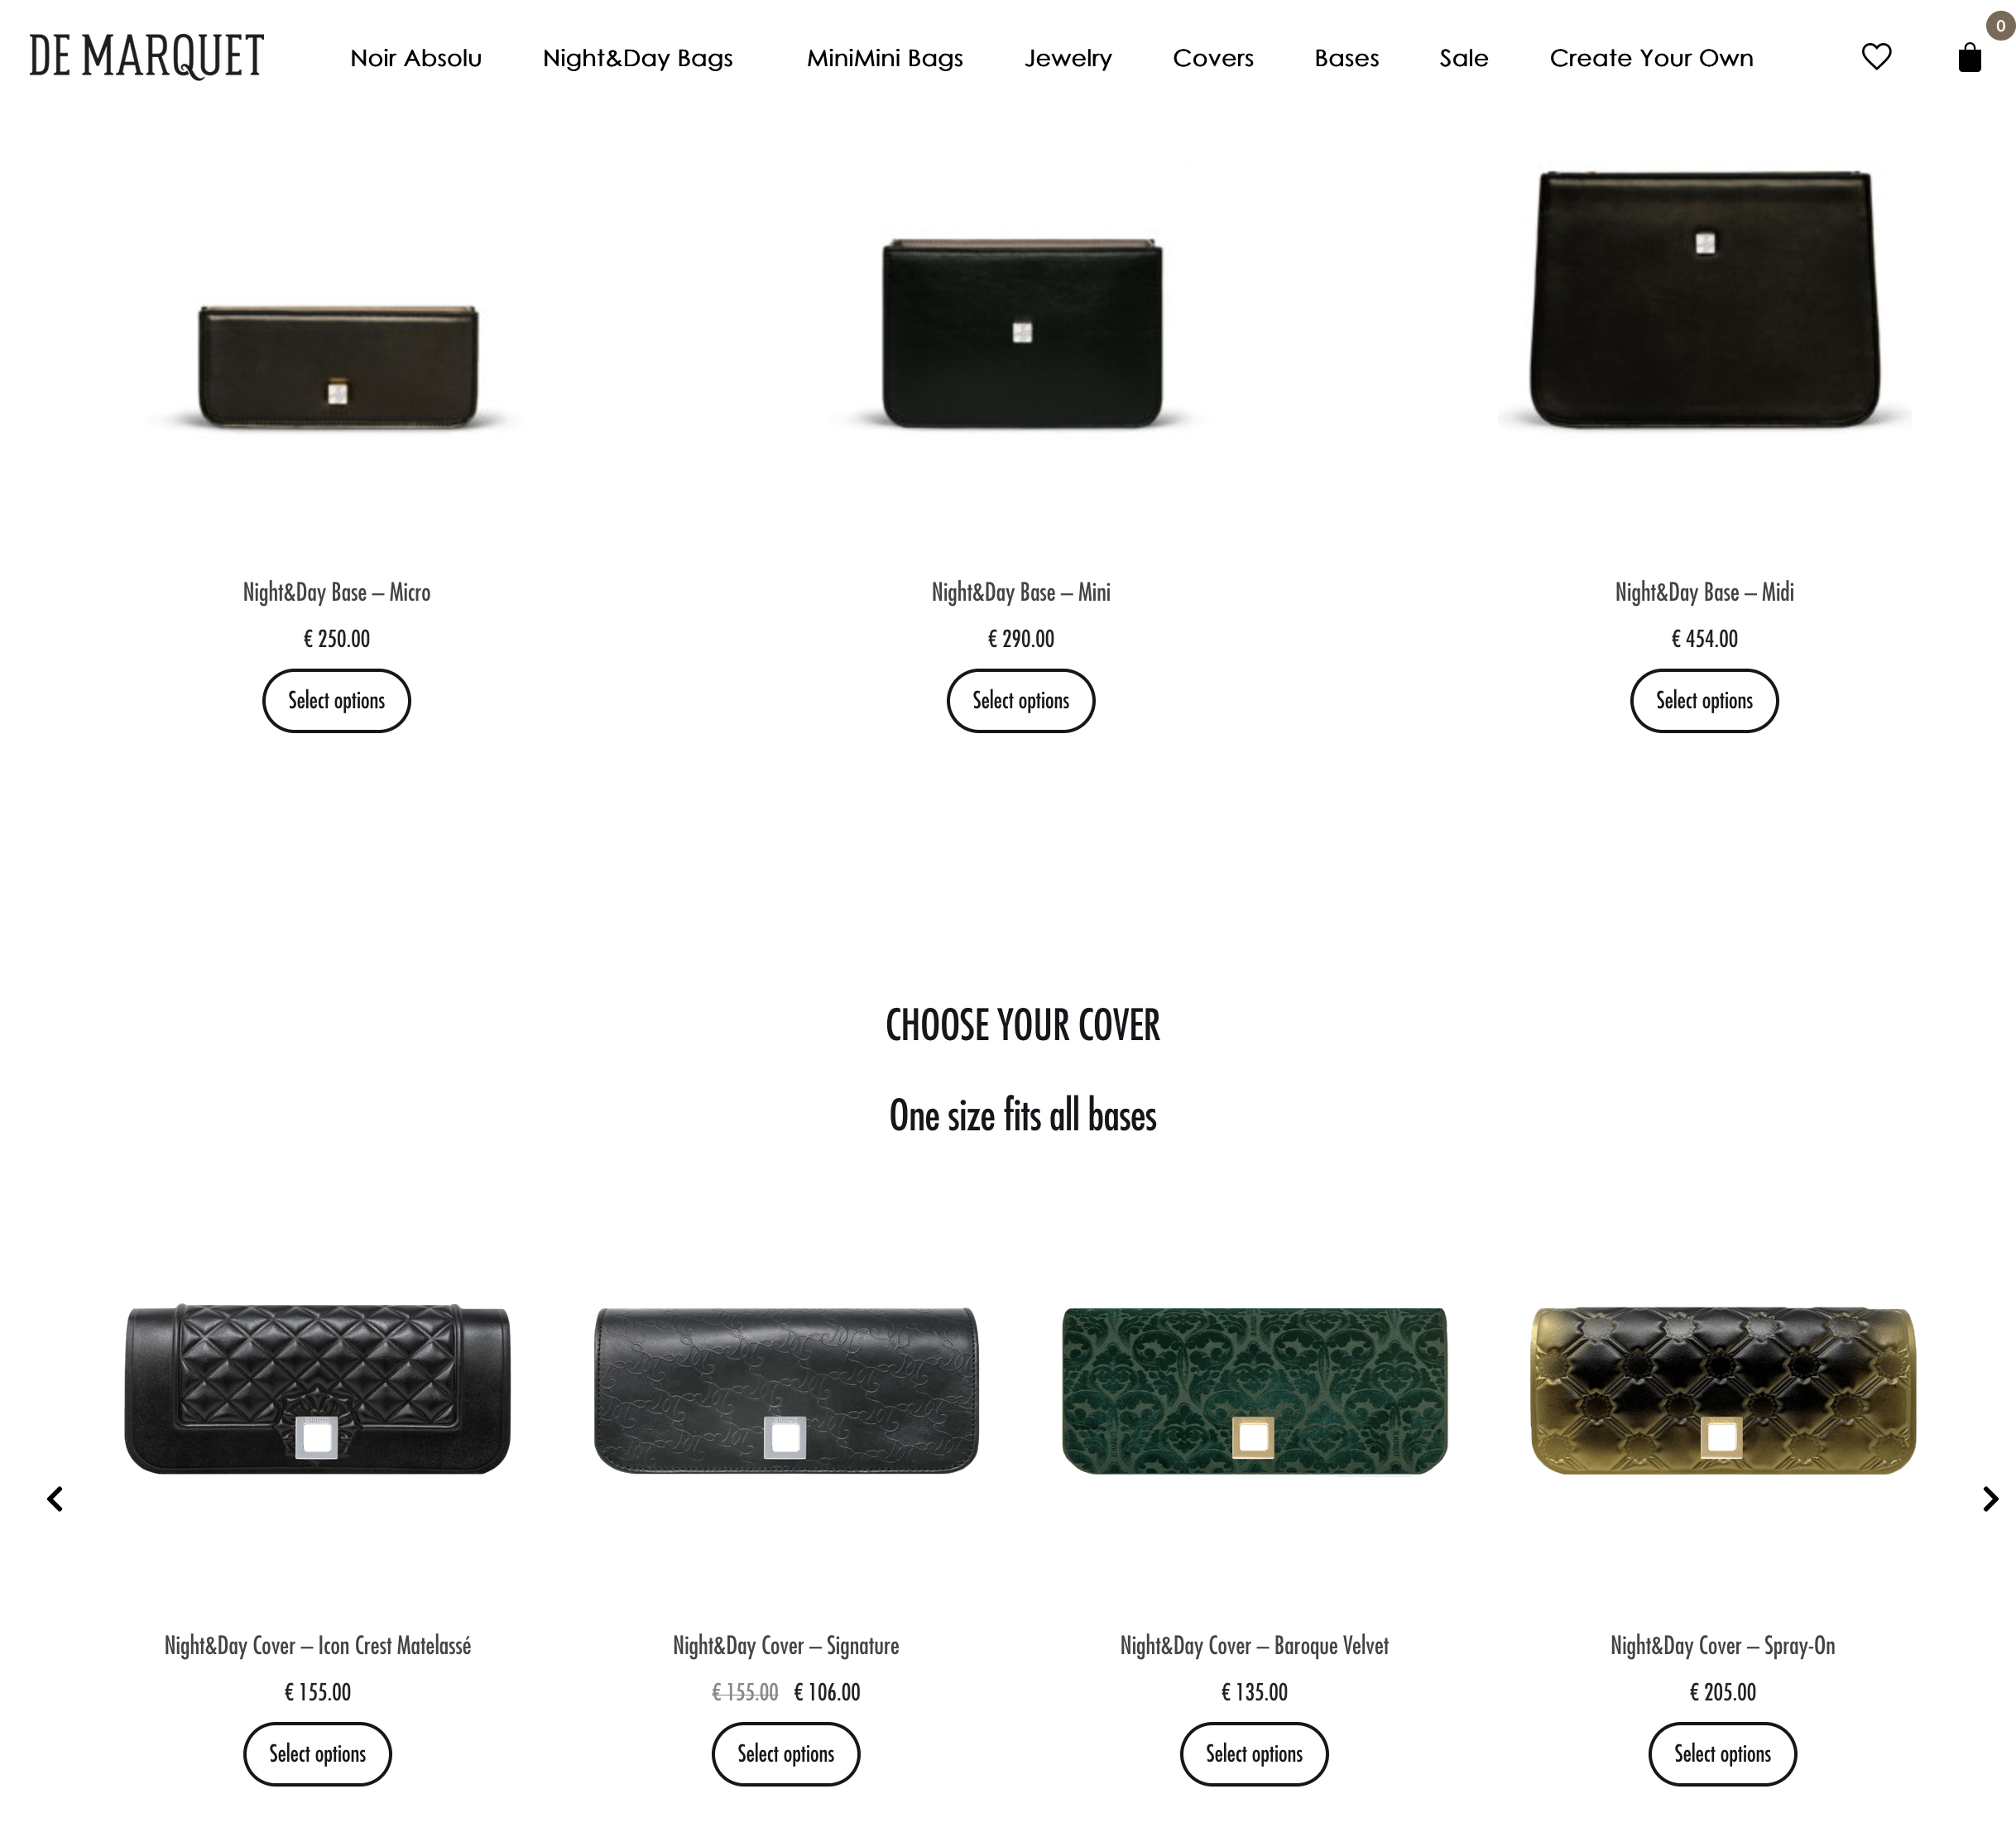 DE MARQUET
Noir Absolu
Night&Day Bags
MiniMini Bags
Jewelry
Covers
Bases
Sale
Create Your Own
0
Night&Day Base – Micro
€ 250.00
Select options
Night&Day Base – Mini
€ 290.00
Select options
Night&Day Base – Midi
€ 454.00
Select options
CHOOSE YOUR COVER
One size fits all bases
Night&Day Cover – Icon Crest Matelassé
€ 155.00
Select options
Night&Day Cover – Signature
€ 155.00 € 106.00
Select options
Night&Day Cover – Baroque Velvet
€ 135.00
Select options
Night&Day Cover – Spray-On
€ 205.00
Select options